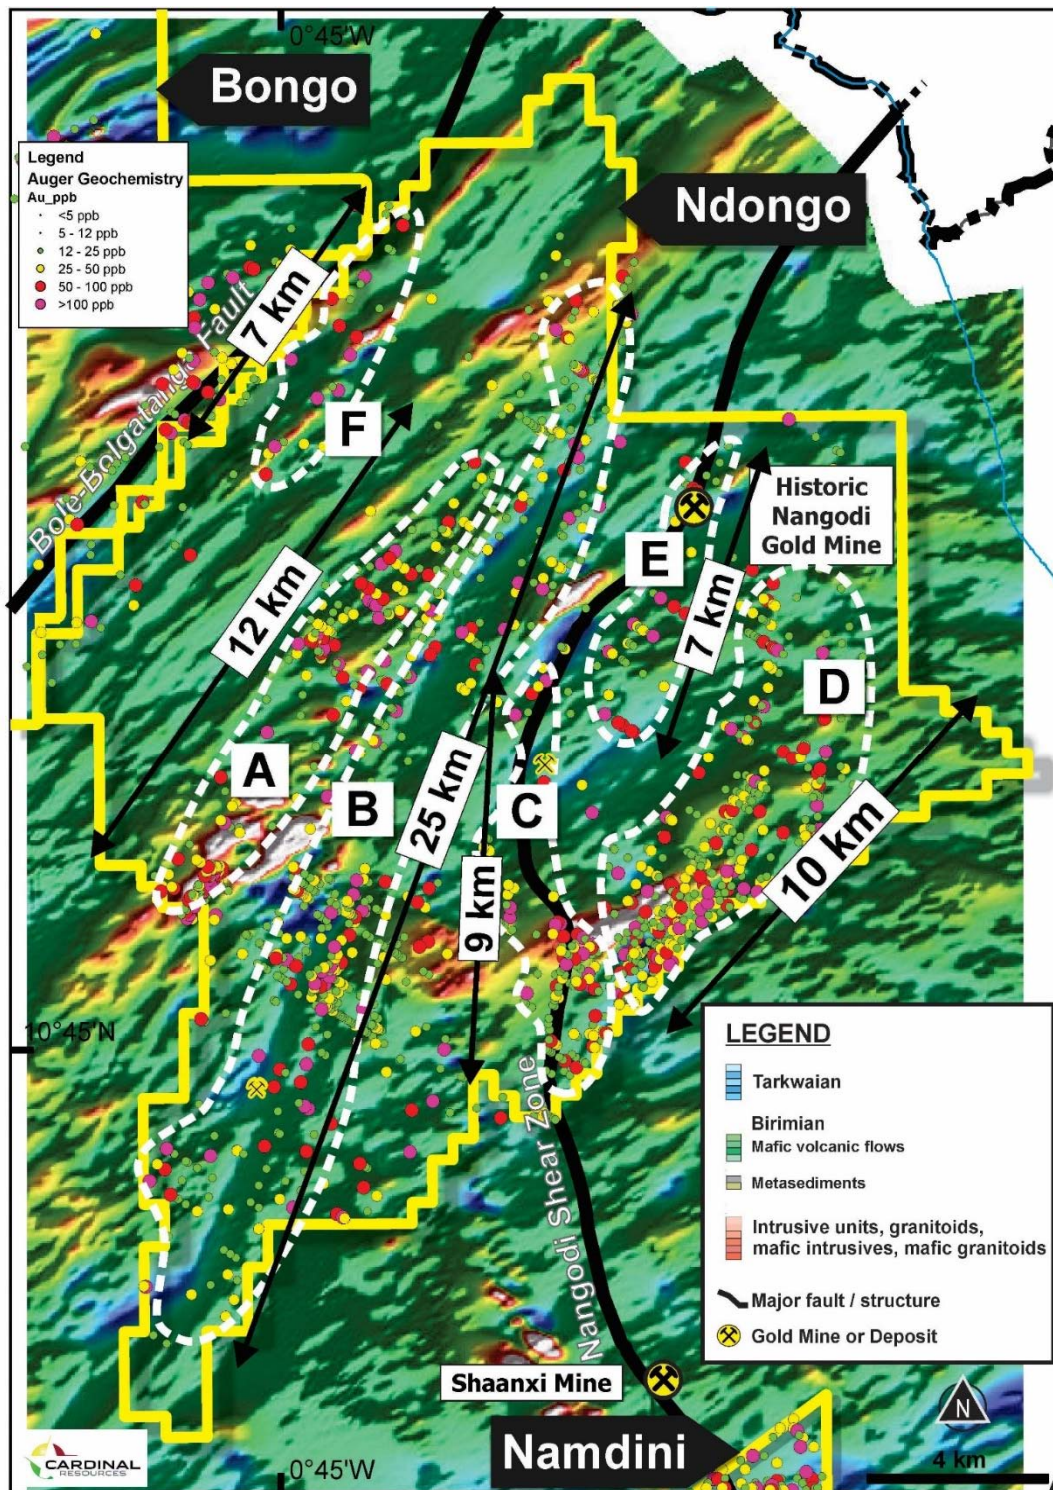 0°45'W
Bongo
Legend
Auger Geochemistry
Au_ppb
<5 ppb
5 - 12 ppb
12 - 25 ppb
25 - 50 ppb
50 - 100 ppb
>100 ppb
Ndongo
7 km
Fault
F
Historic
Nangodi
Gold Mine
E
12 km
7 km
D
A
B
25 km
C
10 km
9 km
10°45'N
Nangodi Shear Zone
LEGEND
Tarkwaian
Birimian
Mafic volcanic flows
Metasediments
Intrusive units, granitoids,
mafic intrusives, mafic granitoids
Major fault / structure
Gold Mine or Deposit
Shaanxi Mine
Namdini
N
4 km
CARDINAL
RESOURCES
0°45'W